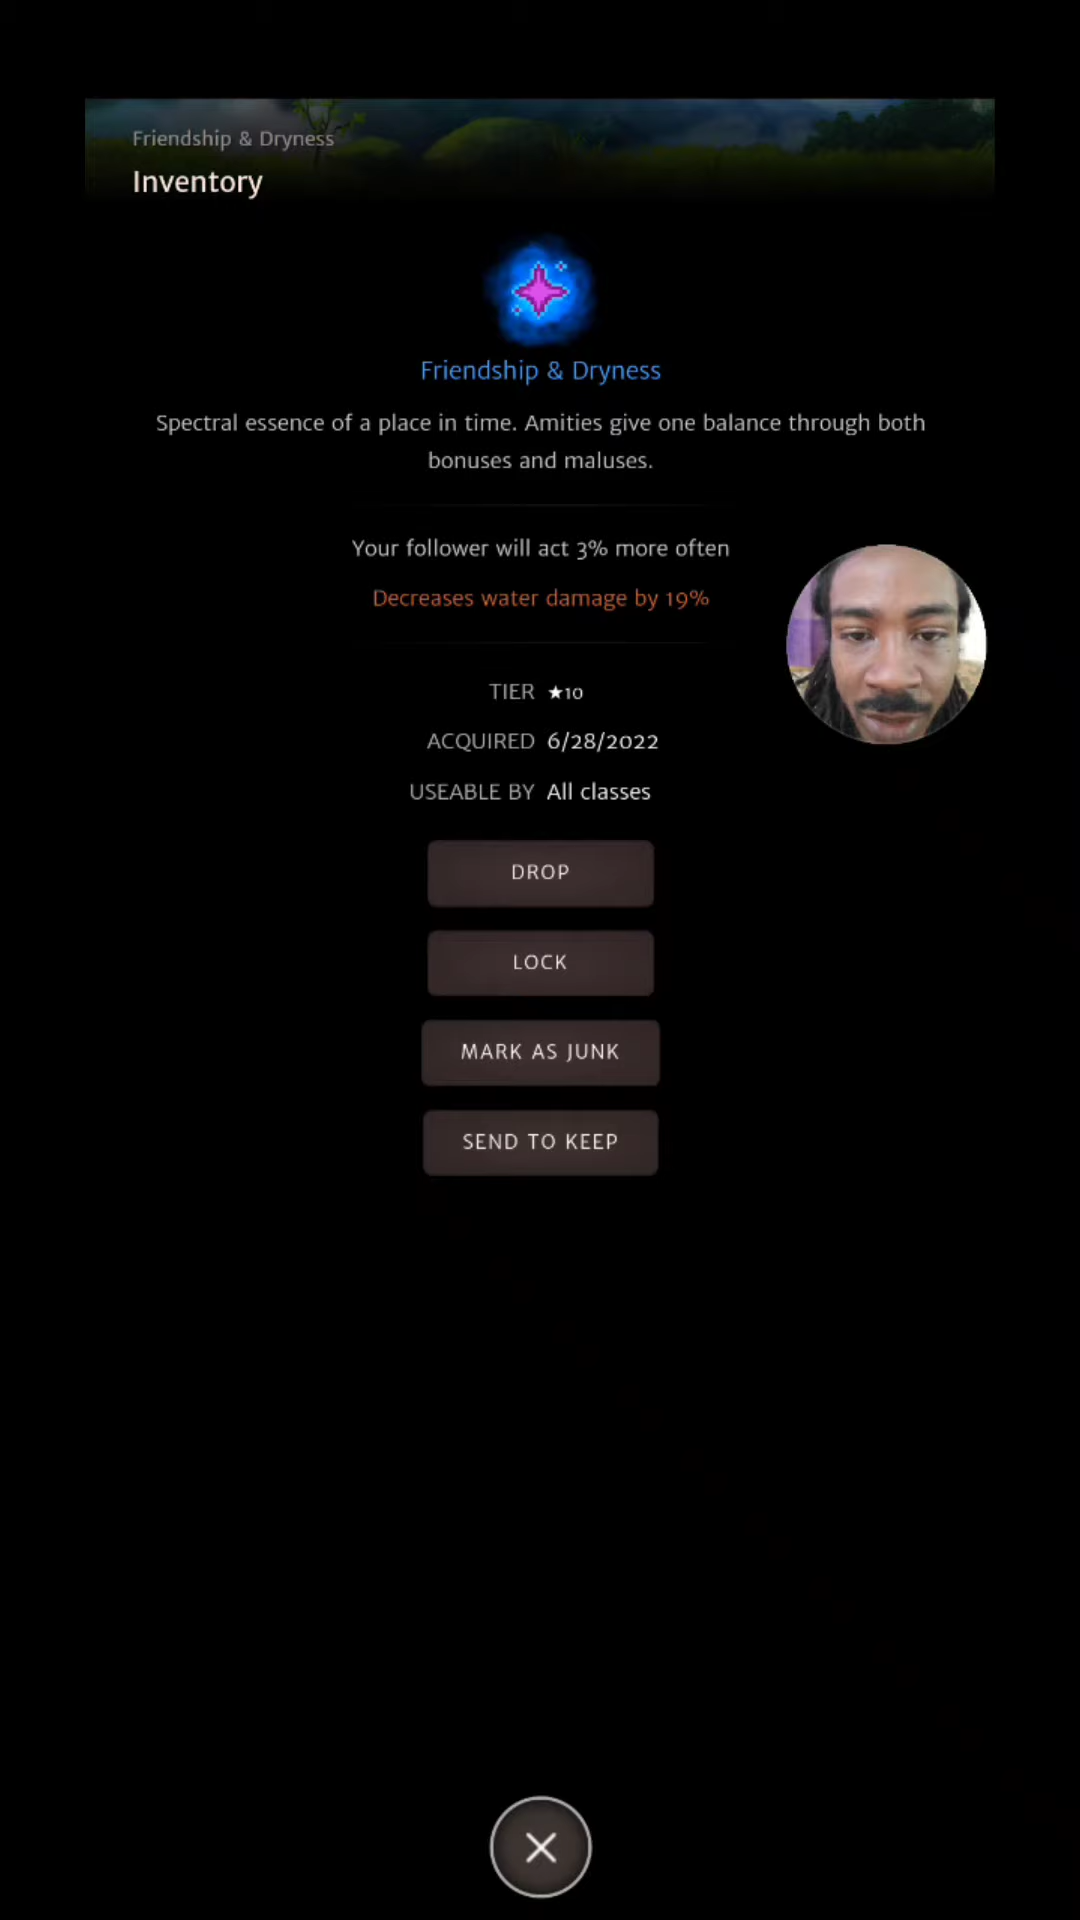 Friendship & Dryness
Inventory
Friendship & Dryness
Spectral essence of a place in time. Amities give one balance through both
bonuses and maluses.
Your follower will act 3% more often
Decreases water damage by 19%
TIER ★10
ACQUIRED 6/28/2022
USEABLE BY All classes
DROP
LOCK
MARK AS JUNK
SEND TO KEEP